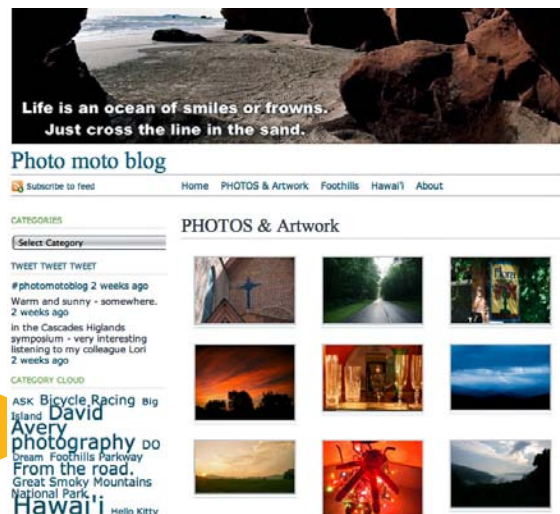 Life is an ocean of smiles or frowns.
Just cross the line in the sand.
Photo moto blog
Subscribe to feed
Home PHOTOS & Artwork Foothills Hawai'i About
CATEGORIES
Select Category
PHOTOS & Artwork
TWEET TWEET TWEET
#photomotoblog 2 weeks ago
Warm and sunny - somewhere.
2 weeks ago
in the Cascades Higlands
symposium - very interesting
listening to my colleague Lori
2 weeks ago
CATEGORY CLOUD
ASK Bicycle Racing Big
Island David
Avery
photography DO
Dream Foothills Parkway
From the road.
Great Smoky Mountains
National Park
Hawai'i Hello Kitty